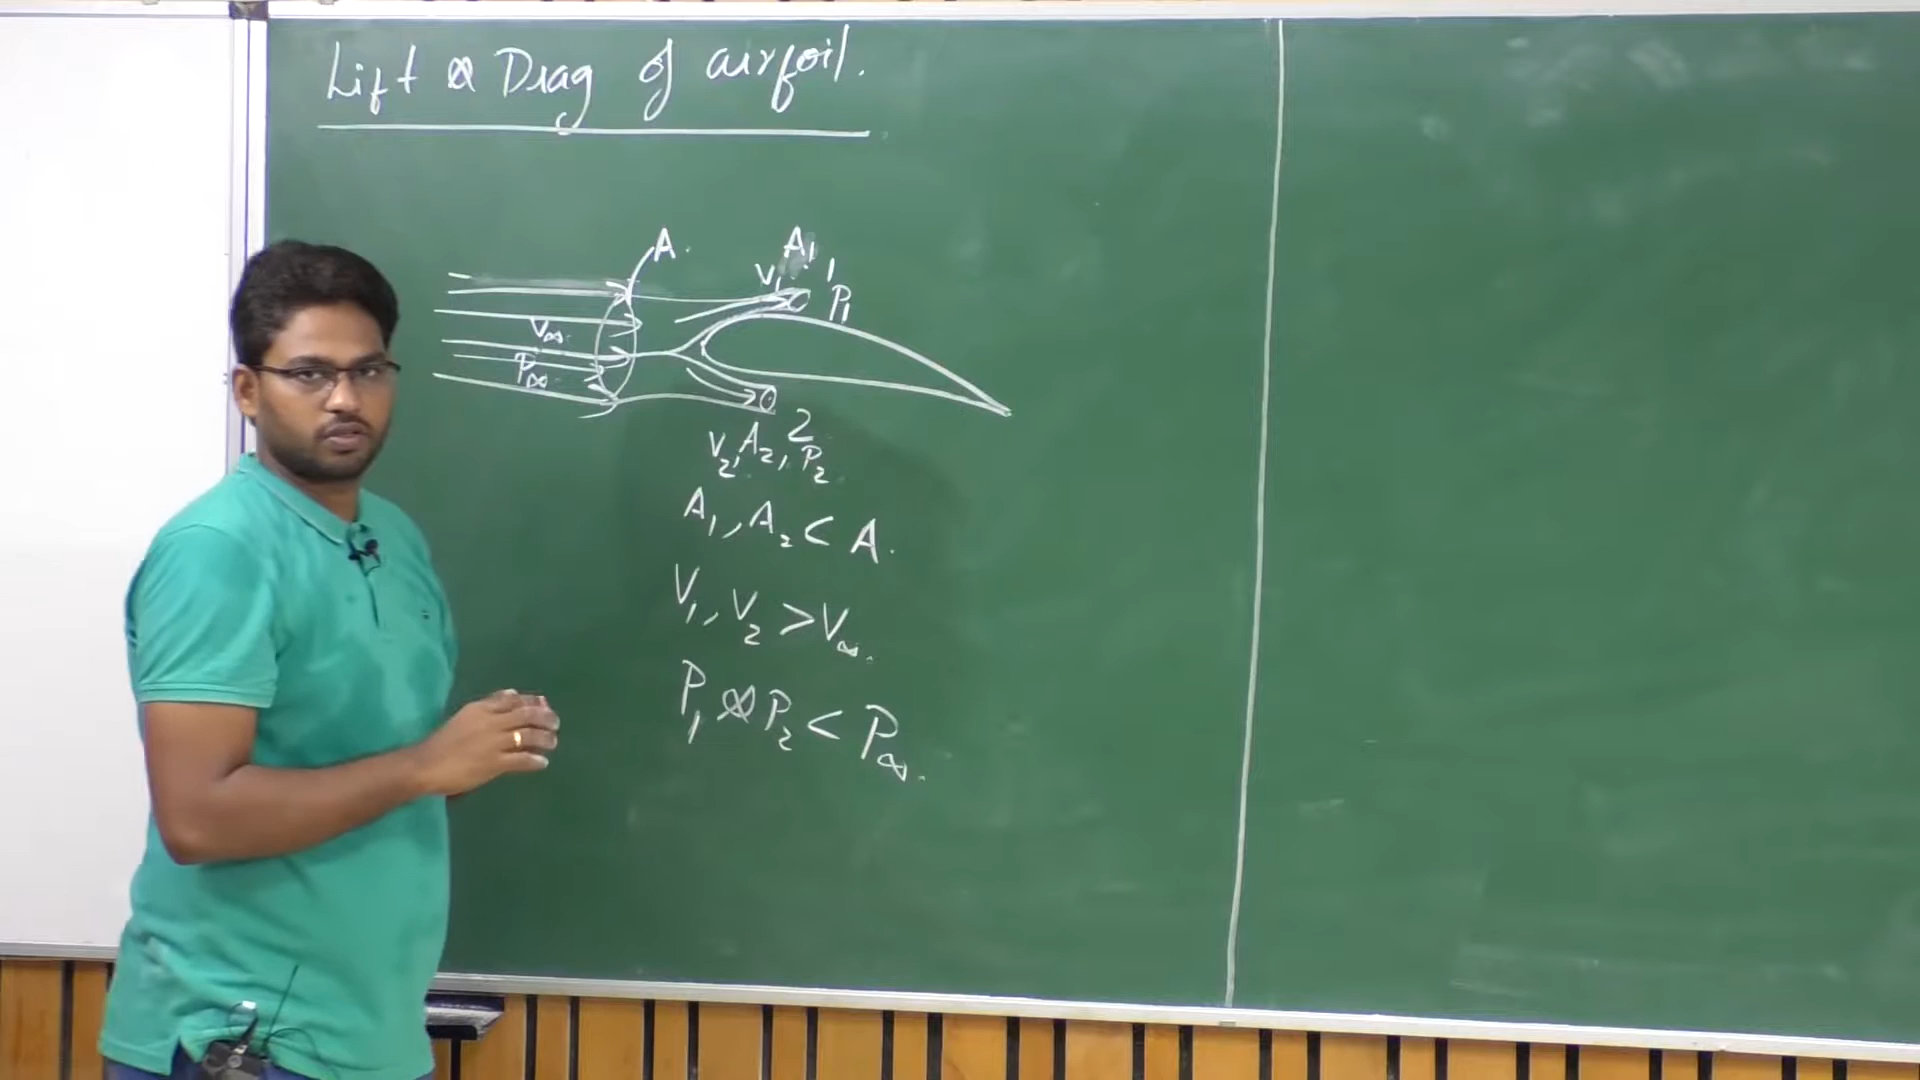 Lift & Drag of airfoil.
A.
A₁
V₁ 1
P₁
V∞
P∞
2
V₂, A₂, P₂
A₁, A₂ < A.
V₁, V₂ > V∞.
P₁ & P₂ < P∞.